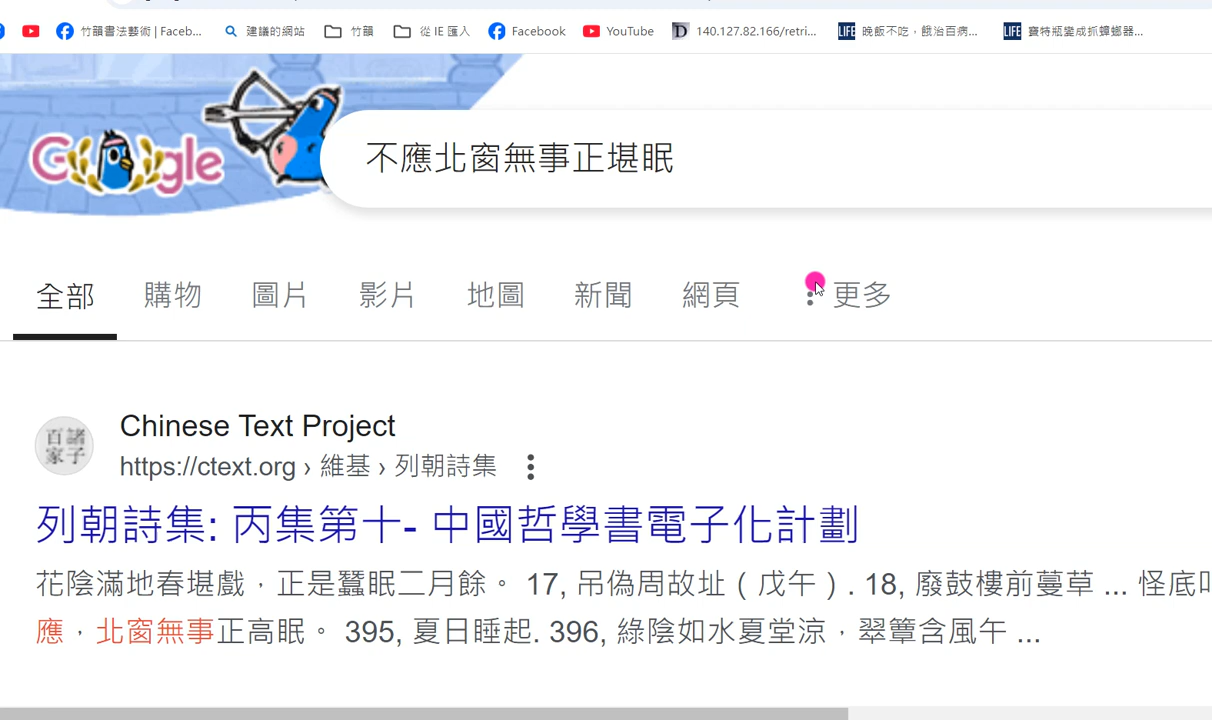 竹韻書法藝術 | Faceb... 建議的網站 竹韻 從 IE 匯入 Facebook YouTube 140.127.82.166/retri... LIFE 晚飯不吃，餓治百病... LIFE 寶特瓶變成抓蟑螂器...
Google 不應北窗無事正堪眠
全部 購物 圖片 影片 地圖 新聞 網頁 更多
諸子百家 Chinese Text Project
https://ctext.org › 維基 › 列朝詩集
列朝詩集: 丙集第十- 中國哲學書電子化計劃
花陰滿地春堪戲，正是蠶眠二月餘。 17, 吊偽周故址（戊午）. 18, 廢鼓樓前蔓草 ... 怪底
應，北窗無事正高眠。 395, 夏日睡起. 396, 綠陰如水夏堂涼，翠簟含風午 ...